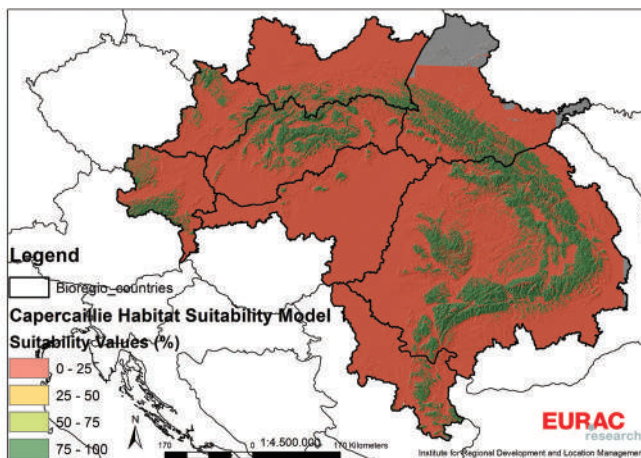 Legend
Bioregio_countries
Capercaillie Habitat Suitability Model
Suitability Values (%)
0 - 25
25 - 50
50 - 75
75 - 100
N
1:4.500.000
170
0
170 Kilometers
EURAC
research
Institute for Regional Development and Location Management